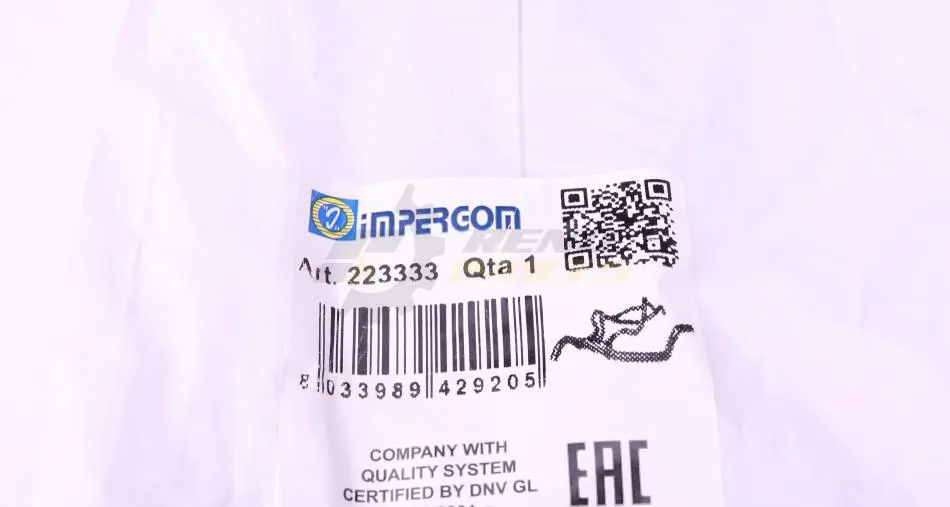 IMPERGOM
Art. 223333 Qta 1
8 033989 429205
COMPANY WITH
QUALITY SYSTEM
CERTIFIED BY DNV GL
EAC